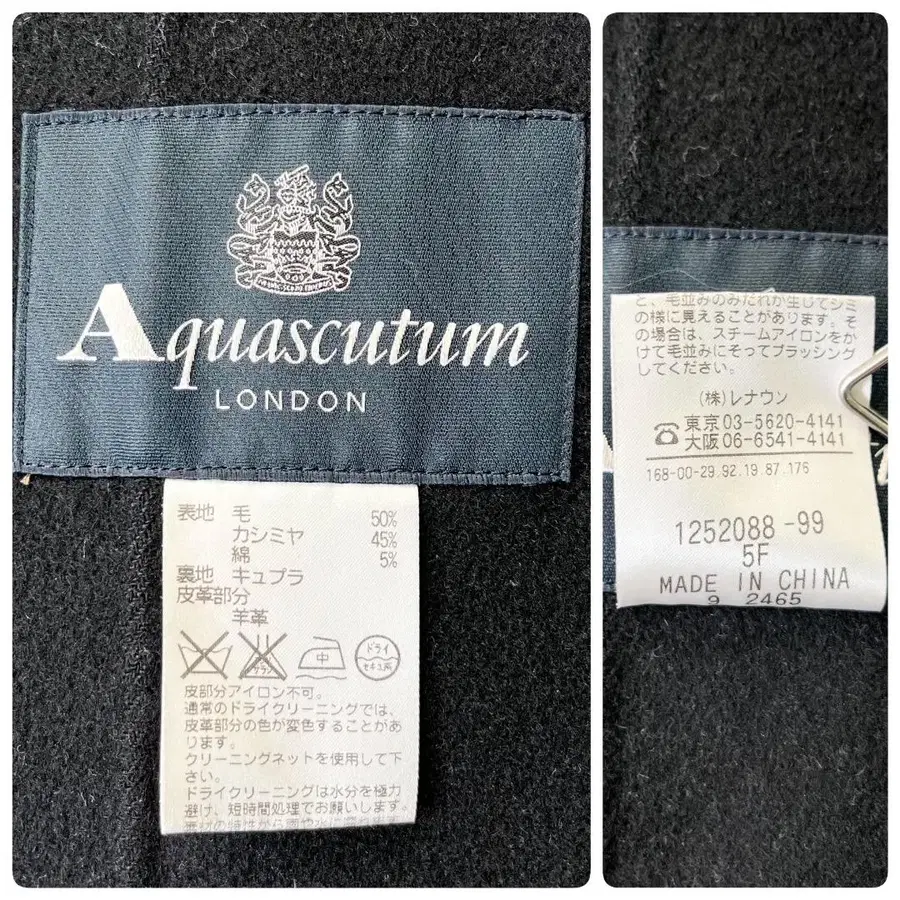 Aquascutum
LONDON
表地 毛 50%
カシミヤ 45%
綿 5%
裏地 キュプラ
皮革部分
羊革
中
ドライ
セキユ系
皮部分アイロン不可。
通常のドライクリーニングでは、
皮革部分の色が変色することがあ
ります。
クリーニングネットを使用して下
さい。
ドライクリーニングは水分を極力
避け、短時間処理でお願いします。
と、毛並みのみだれが生じてシミ
の様に異えることがあります。そ
の場合は、スチームアイロンをか
けて毛並みにそってブラッシング
してください。
(株)レナウン
東京03-5620-4141
大阪06-6541-4141
168-00-29.92.19.87.176
1252088-99
5F
MADE IN CHINA
9 2465